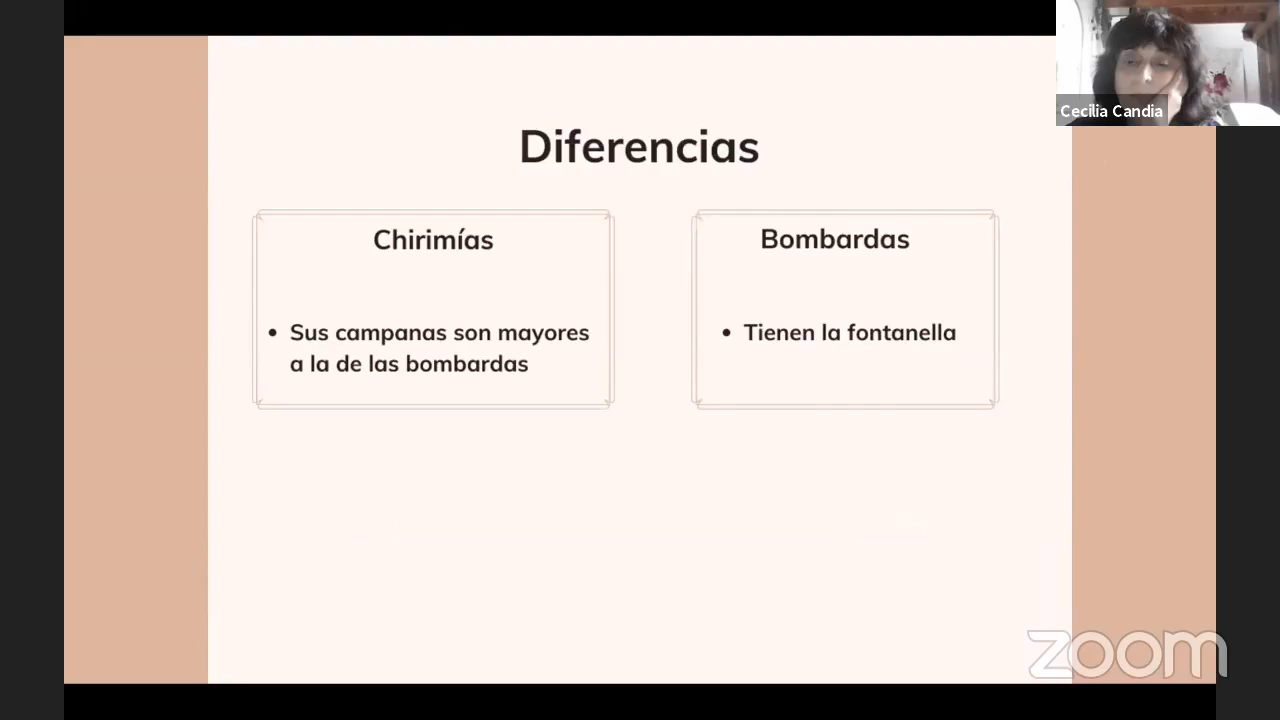 Cecilia Candia
Diferencias
Chirimías
• Sus campanas son mayores
a la de las bombardas
Bombardas
• Tienen la fontanella
zoom